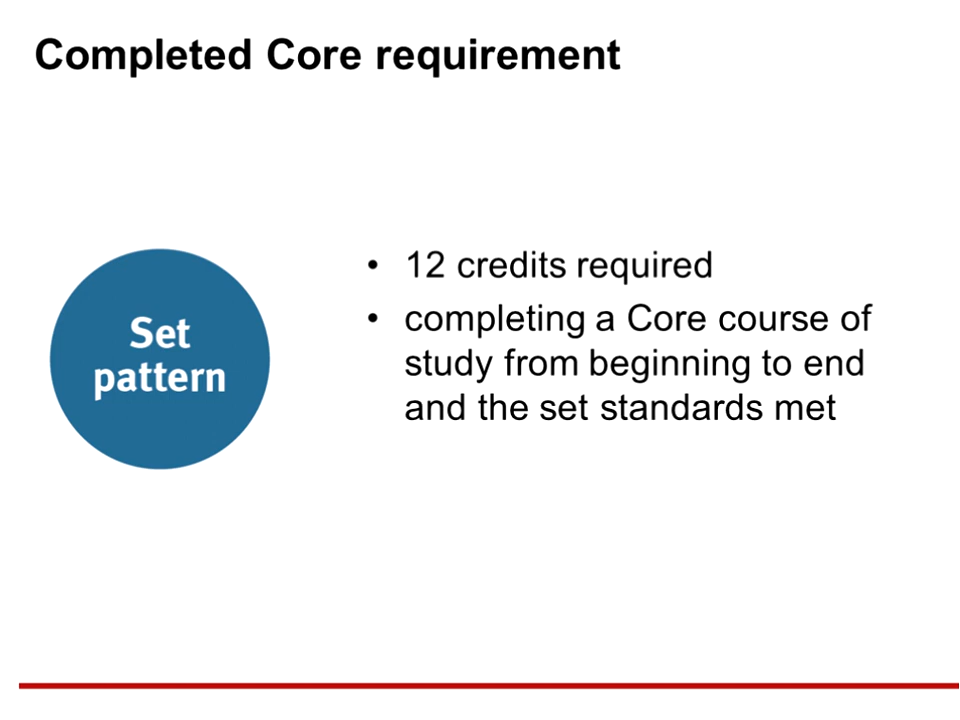 Completed Core requirement
Set
pattern
• 12 credits required
• completing a Core course of
study from beginning to end
and the set standards met